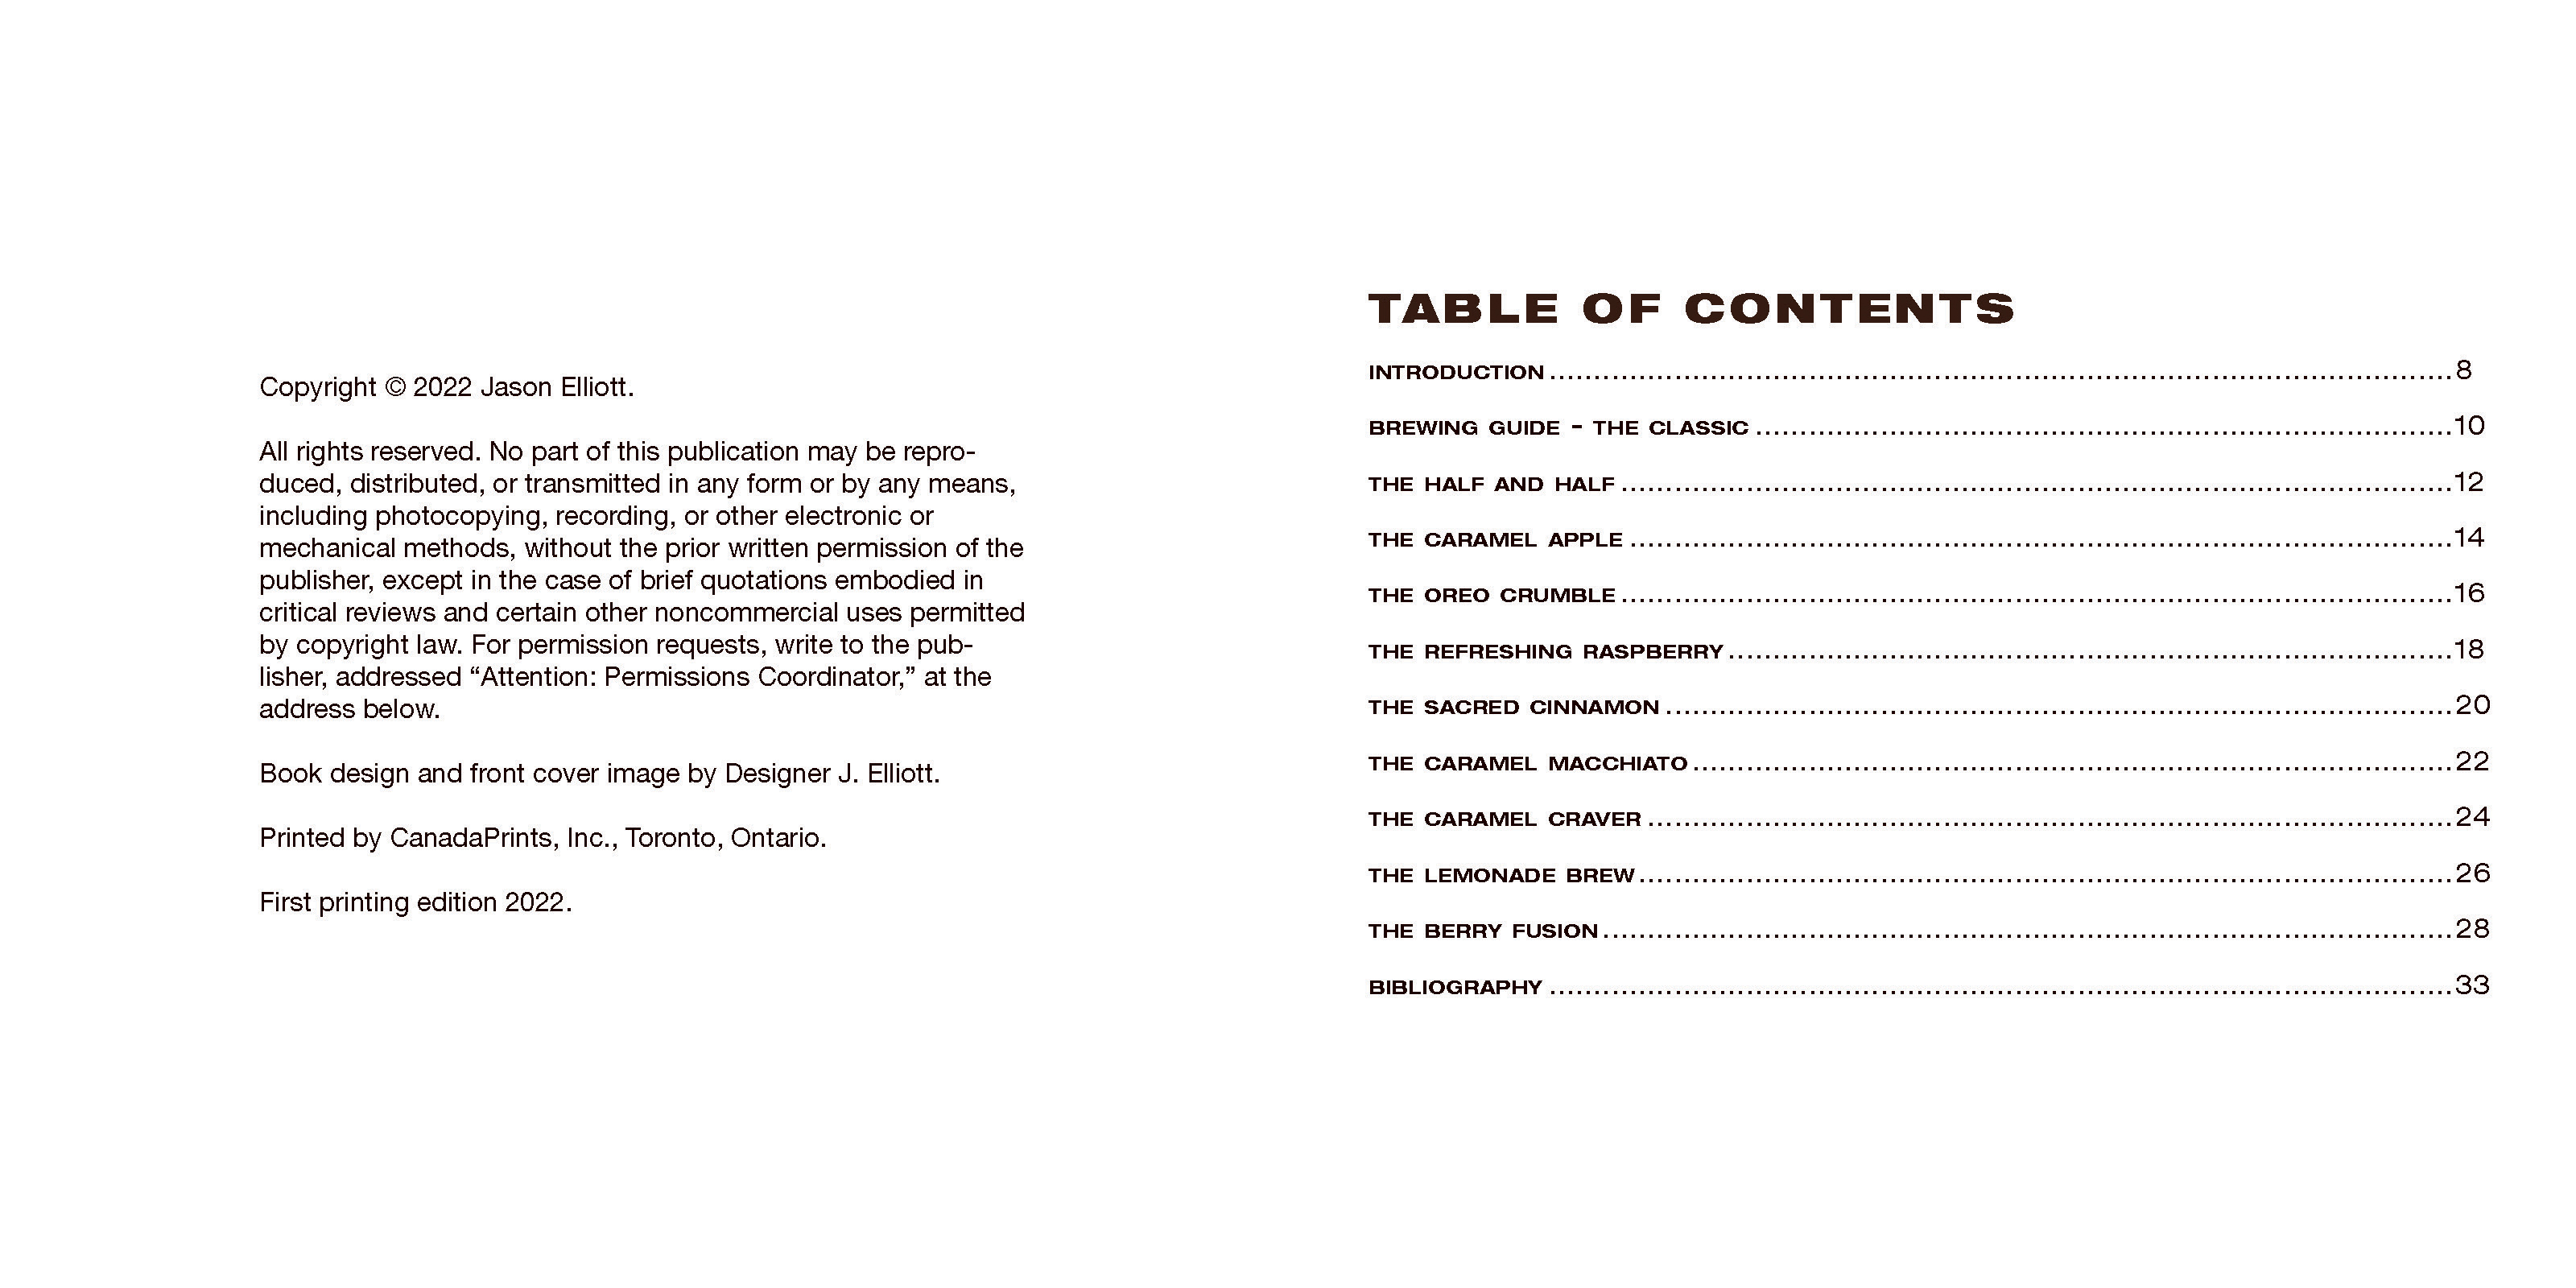 Copyright © 2022 Jason Elliott.
All rights reserved. No part of this publication may be repro-
duced, distributed, or transmitted in any form or by any means,
including photocopying, recording, or other electronic or
mechanical methods, without the prior written permission of the
publisher, except in the case of brief quotations embodied in
critical reviews and certain other noncommercial uses permitted
by copyright law. For permission requests, write to the pub-
lisher, addressed “Attention: Permissions Coordinator,” at the
address below.
Book design and front cover image by Designer J. Elliott.
Printed by CanadaPrints, Inc., Toronto, Ontario.
First printing edition 2022.
TABLE OF CONTENTS
INTRODUCTION ........ 8
BREWING GUIDE - THE CLASSIC ........ 10
THE HALF AND HALF ........ 12
THE CARAMEL APPLE ........ 14
THE OREO CRUMBLE ........ 16
THE REFRESHING RASPBERRY ........ 18
THE SACRED CINNAMON ........ 20
THE CARAMEL MACCHIATO ........ 22
THE CARAMEL CRAVER ........ 24
THE LEMONADE BREW ........ 26
THE BERRY FUSION ........ 28
BIBLIOGRAPHY ........ 33